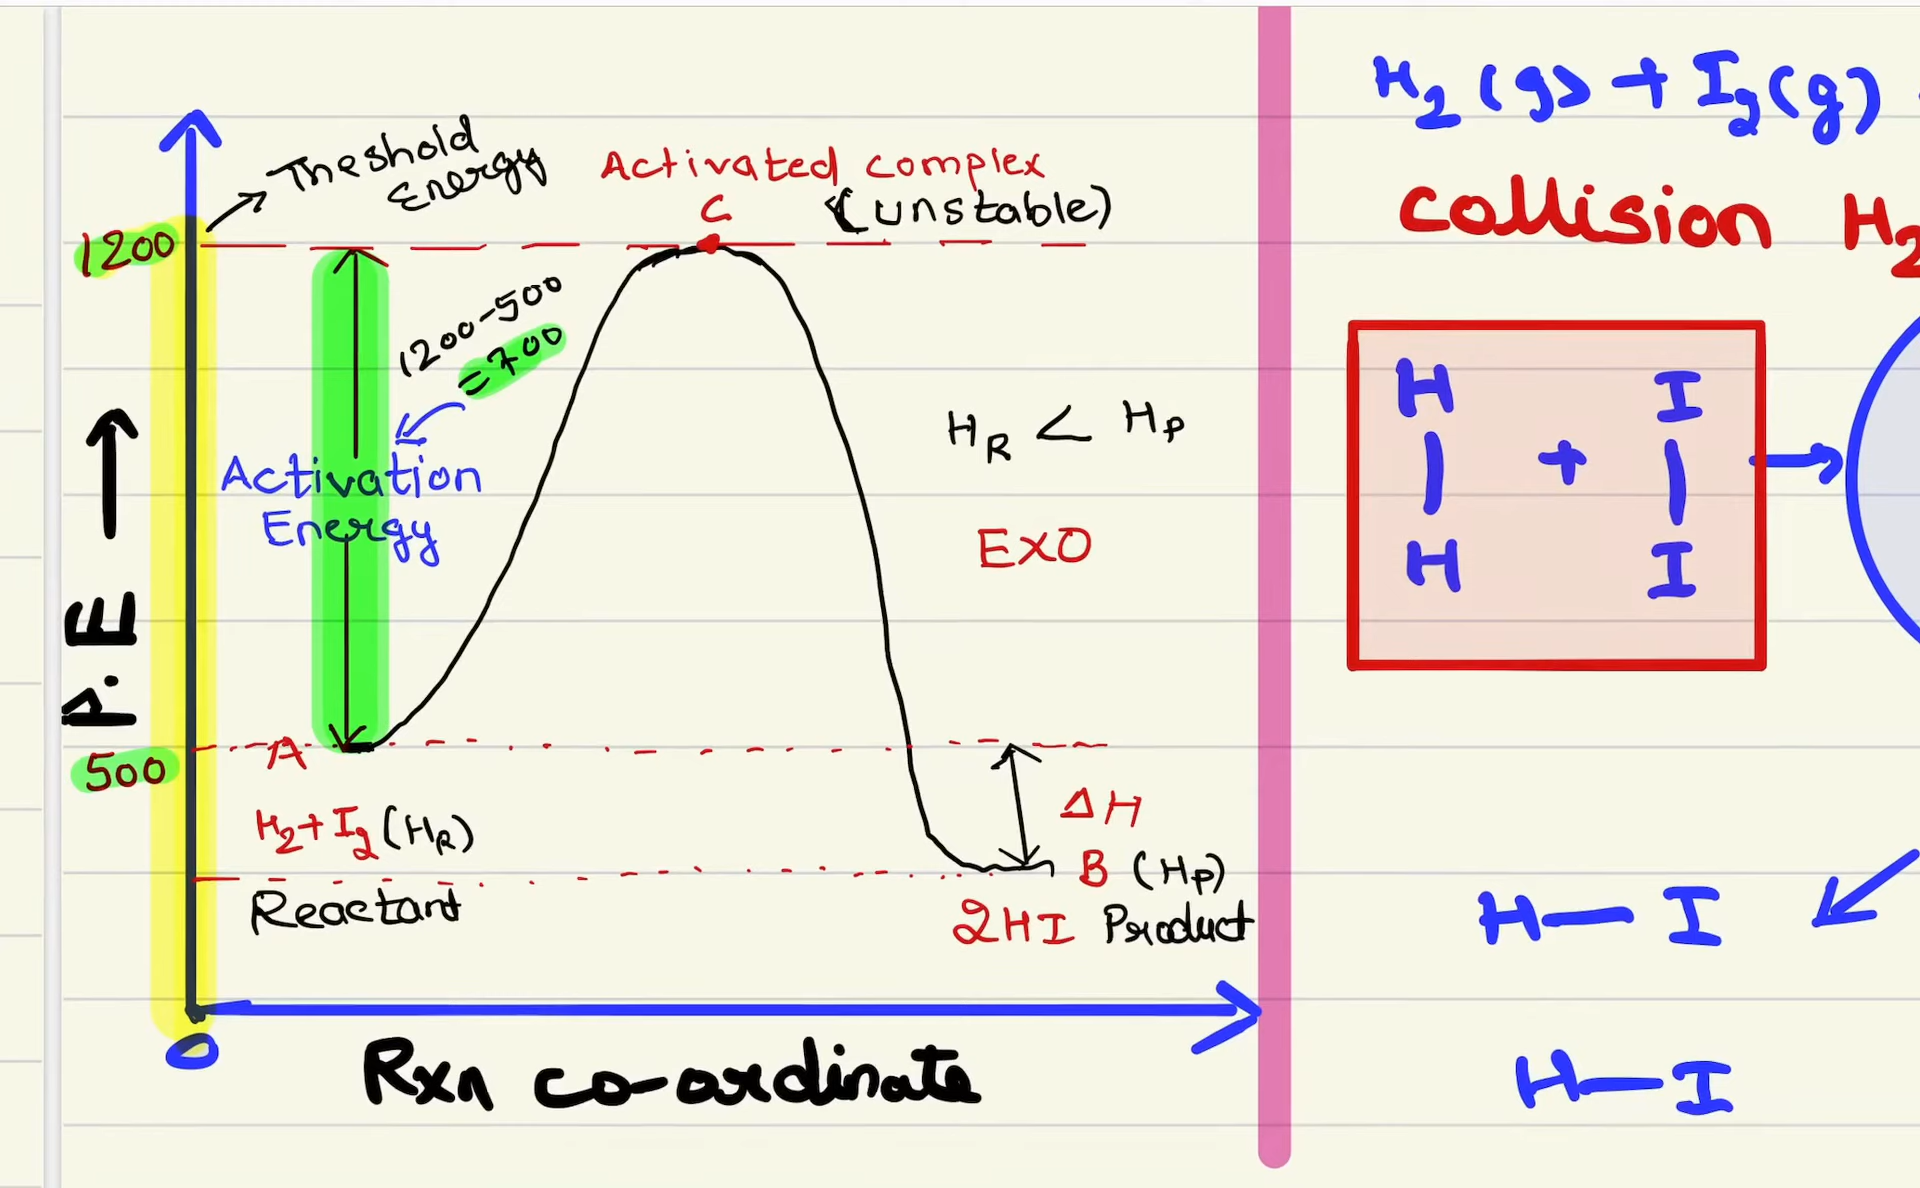 Theshold
Energy
Activated complex
C
(unstable)
1200
1200-500
=700
Activation
Energy
HR < HP
EXO
P.E
A
500
ΔH
H2+I2 (HR)
B (HP)
Reactant
2HI Product
O
Rxn co-ordinate
H2 (g) + I2(g)
collision H2
H I
+
H I
H—I
H—I